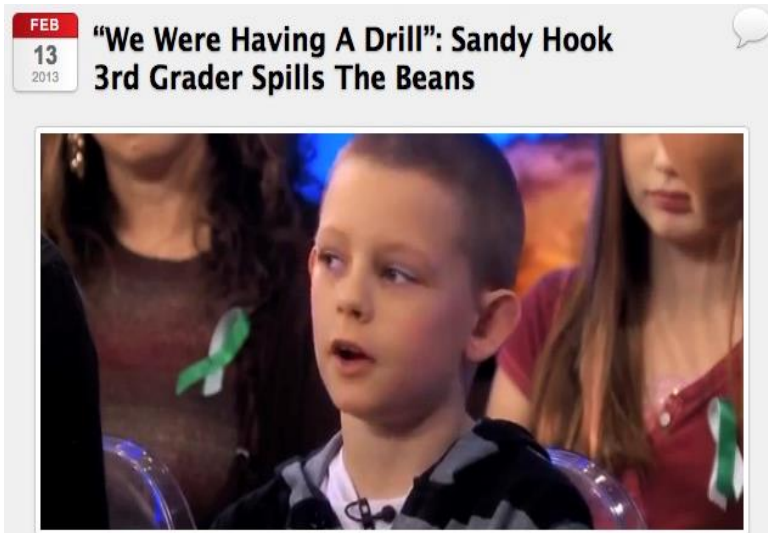 FEB
13
2013
“We Were Having A Drill”: Sandy Hook
3rd Grader Spills The Beans